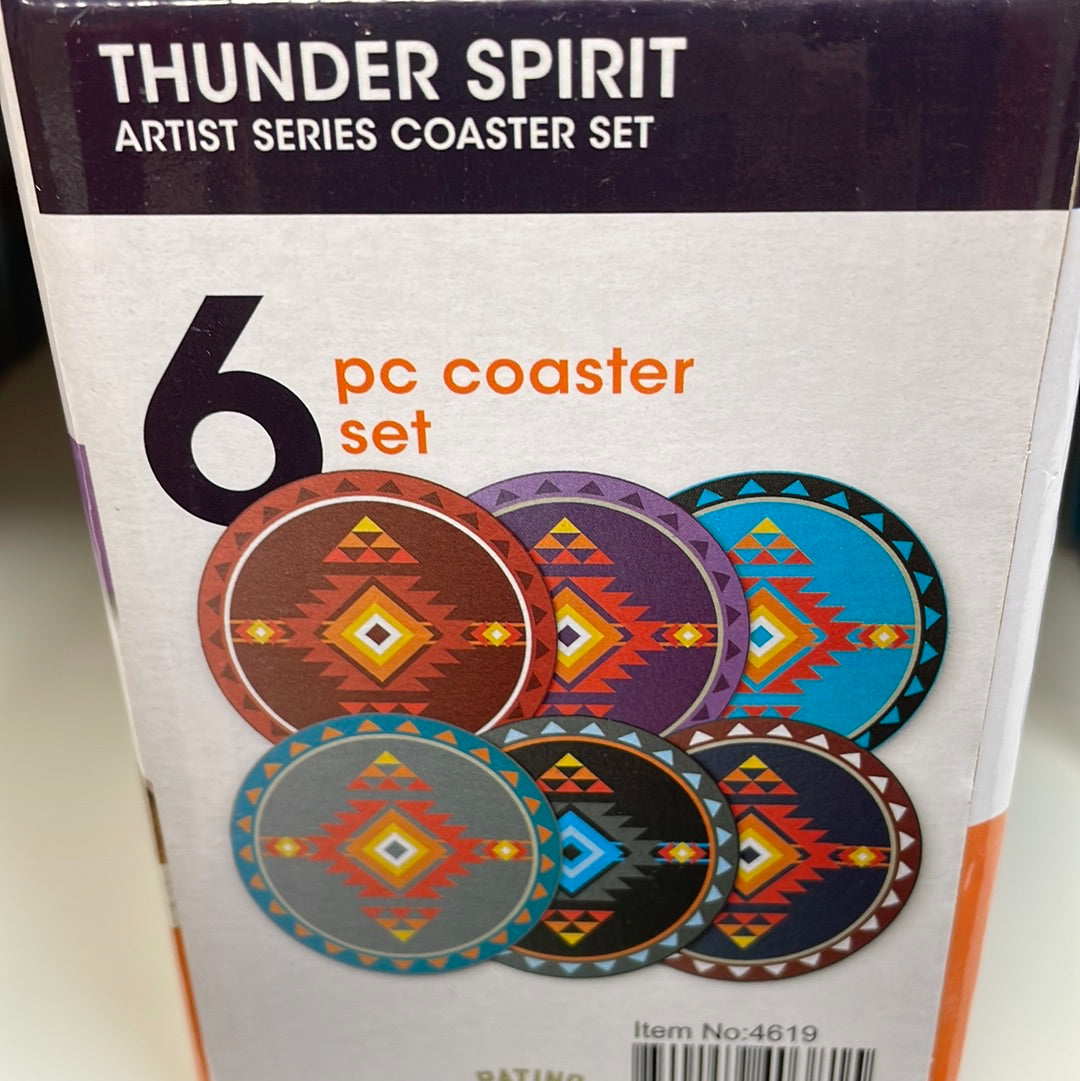 THUNDER SPIRIT
ARTIST SERIES COASTER SET
6
pc coaster
set
Item No:4619